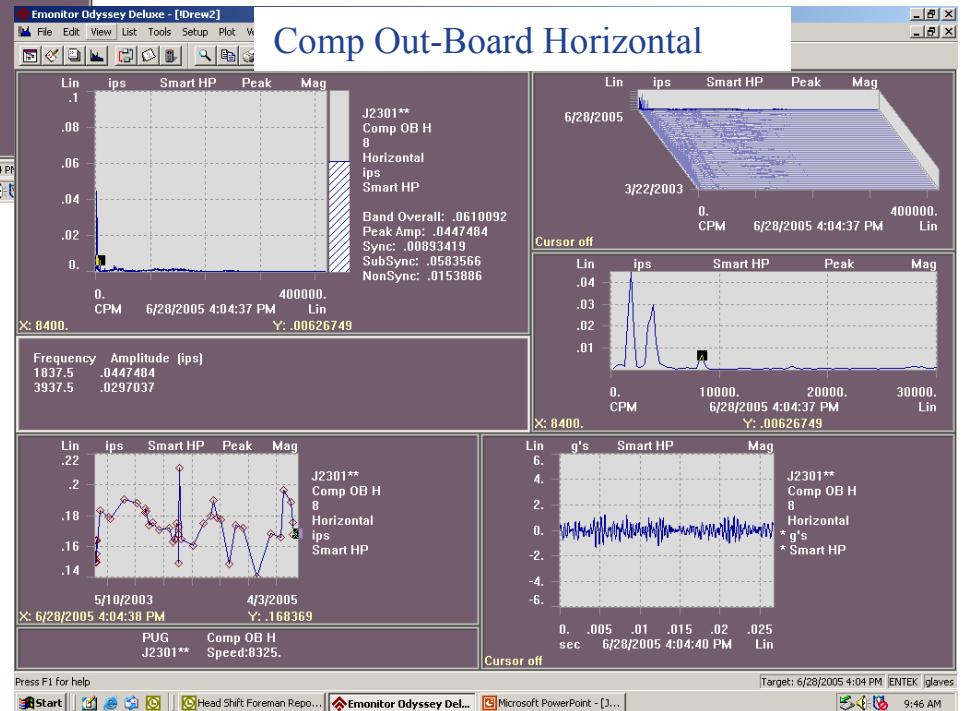 Emonitor Odyssey Deluxe - [!Drew2]
File Edit View List Tools Setup Plot
Comp Out-Board Horizontal
Lin ips Smart HP Peak Mag
.1
.08
.06
.04
.02
0.
0. 400000.
CPM 6/28/2005 4:04:37 PM Lin
X: 8400. Y: .00626749
J2301**
Comp OB H
8
Horizontal
ips
Smart HP
Band Overall: .0610092
Peak Amp: .0447484
Sync: .00893419
SubSync: .0583566
NonSync: .0153886
Lin ips Smart HP Peak Mag
6/28/2005
3/22/2003
0. 400000.
CPM 6/28/2005 4:04:37 PM Lin
Cursor off
Frequency Amplitude (ips)
1837.5 .0447484
3937.5 .0297037
Lin ips Smart HP Peak Mag
.04
.03
.02
.01
0. 10000. 20000. 30000.
CPM 6/28/2005 4:04:37 PM Lin
X: 8400. Y: .00626749
Lin ips Smart HP Peak Mag
.22
.2
.18
.16
.14
5/10/2003 4/3/2005
X: 6/28/2005 4:04:38 PM Y: .168369
J2301**
Comp OB H
8
Horizontal
ips
Smart HP
PUG Comp OB H
J2301** Speed:8325.
Lin g's Smart HP Mag
6.
4.
2.
0.
-2.
-4.
-6.
0. .005 .01 .015 .02 .025
sec 6/28/2005 4:04:40 PM Lin
Cursor off
J2301**
Comp OB H
8
Horizontal
* g's
* Smart HP
Press F1 for help
Target: 6/28/2005 4:04 PM ENTEK glaves
Start Head Shift Foreman Repo... Emonitor Odyssey Del... Microsoft PowerPoint - [J... 9:46 AM